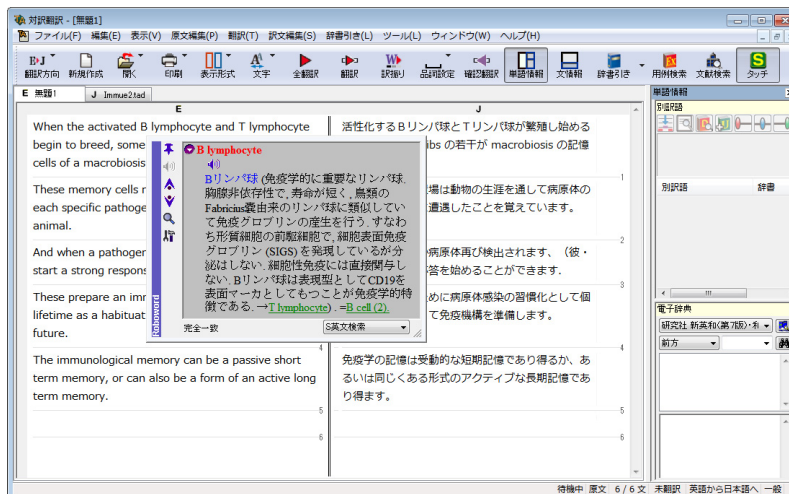 対訳翻訳 - [無題1]
ファイル(F) 編集(E) 表示(V) 原文編集(P) 翻訳(T) 訳文編集(S) 辞書引き(L) ツール(L) ウィンドウ(W) ヘルプ(H)
翻訳方向 新規作成 開く 印刷 表示形式 文字 全翻訳 翻訳 訳振り 品詞設定 確認翻訳 単語情報 文情報 辞書引き 用例検索 文献検索 タッチ
E 無題1 J Immue2.tad
E J
When the activated B lymphocyte and T lymphocyte
begin to breed, some
cells of a macrobiosis
These memory cells
each specific pathoge
animal.
And when a pathogen
start a strong respons
These prepare an imm
lifetime as a habituat
future.
The immunological memory can be a passive short
term memory, or can also be a form of an active long
term memory.
B lymphocyte
Bリンパ球 (免疫学的に重要なリンパ球.
胸腺非依存性で, 寿命が短く, 鳥類の
Fabricius嚢由来のリンパ球に類似してい
て免疫グロブリンの産生を行う. すなわ
ち形質細胞の前駆細胞で, 細胞表面免疫
グロブリン (SIGS) を発現しているが分
泌はしない. 細胞性免疫には直接関与し
ない. Bリンパ球は表現型としてCD19を
表面マーカとしてもつことが免疫学的特
徴である. →T lymphocyte) . =B cell (2).
Roboword
完全一致 S英文検索
活性化するBリンパ球とTリンパ球が繁殖し始める
ibs の若干が macrobiosis の記憶
1
場は動物の生涯を通して病原体の
遭遇したことを覚えています。
2
病原体再び検出されます、(彼・
答を始めることができます.
3
めに病原体感染の習慣化として個
て免疫機構を準備します。
4 4
免疫学の記憶は受動的な短期記憶であり得るか、あ
るいは同じくある形式のアクティブな長期記憶であ
り得ます。
5 5
6 6
単語情報
別訳語
別訳語 辞書
電子辞典
研究社 新英和(第7版)・和
前方
待機中 原文 6 / 6 文 未翻訳 英語から日本語へ 一般